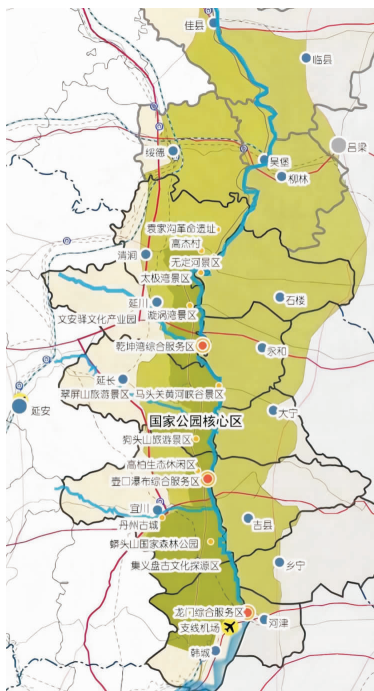 佳县
临县
吕梁
绥德
吴堡
柳林
袁家沟革命遗址
高杰村
清涧
无定河景区
太极湾景区
延川
石楼
文安驿文化产业园
漩涡湾景区
乾坤湾综合服务区
永和
延长
翠屏山旅游景区
马头关黄河峡谷景区
延安
大宁
国家公园核心区
狗头山旅游景区
高柏生态休闲区
壶口瀑布综合服务区
宜川
丹州古城
吉县
蟒头山国家森林公园
集义盘古文化探源区
乡宁
龙门综合服务区
支线机场
河津
韩城